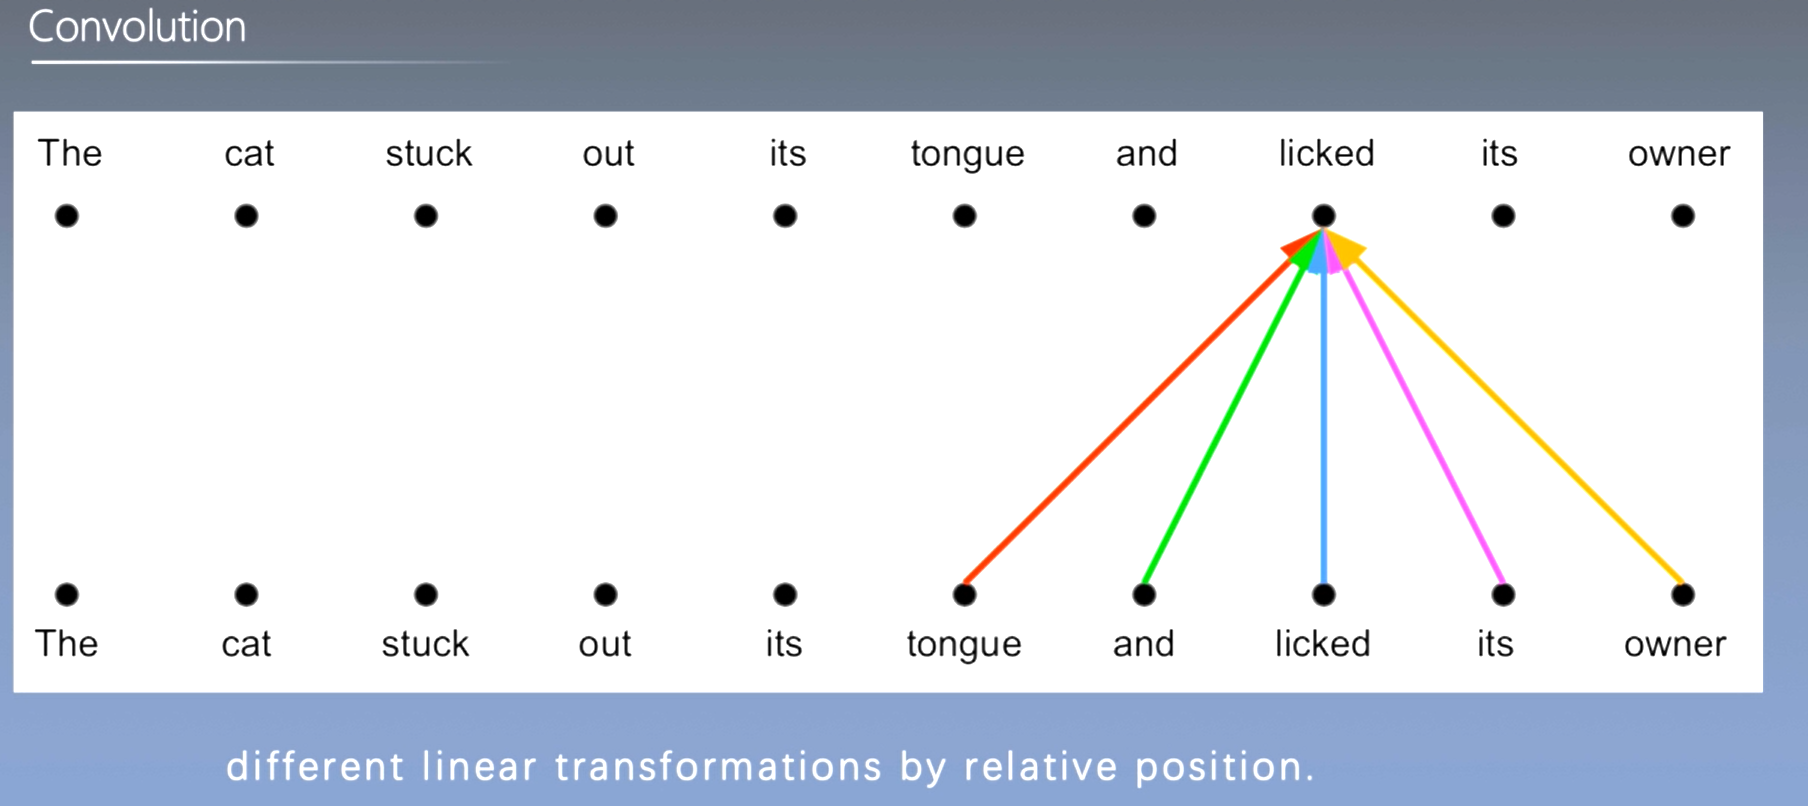 Convolution
The cat stuck out its tongue and licked its owner
The cat stuck out its tongue and licked its owner
different linear transformations by relative position.